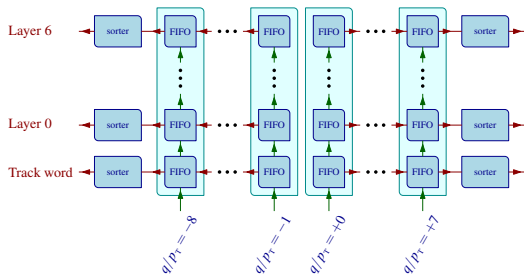 Layer 6 sorter FIFO FIFO FIFO FIFO sorter
Layer 0 sorter FIFO FIFO FIFO FIFO sorter
Track word sorter FIFO FIFO FIFO FIFO sorter
q/pT = −8
q/pT = −1
q/pT = +0
q/pT = +7